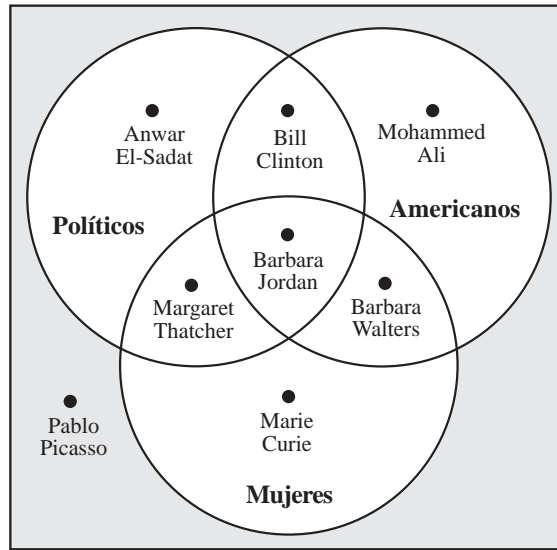 Anwar
El-Sadat
Bill
Clinton
Mohammed
Ali
Políticos
Americanos
Barbara
Jordan
Margaret
Thatcher
Barbara
Walters
Pablo
Picasso
Marie
Curie
Mujeres